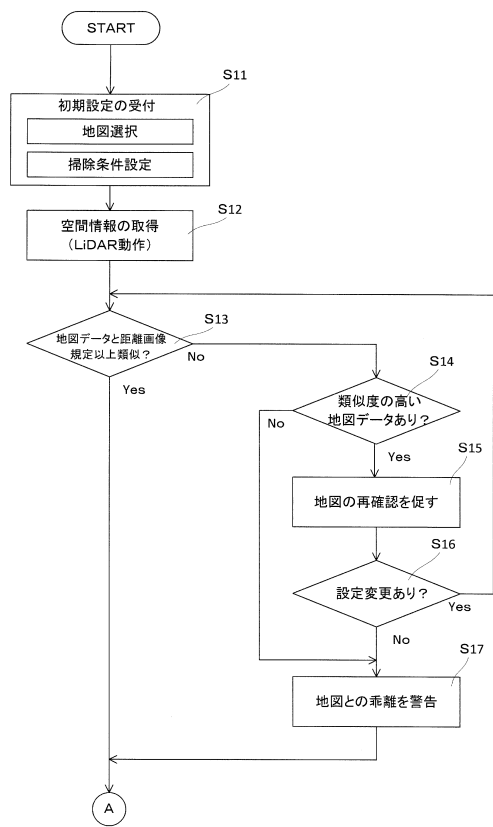 START
S11
初期設定の受付
地図選択
掃除条件設定
S12
空間情報の取得
(LiDAR動作)
S13
地図データと距離画像
規定以上類似?
No
Yes
S14
類似度の高い
地図データあり?
No
Yes
S15
地図の再確認を促す
S16
設定変更あり?
Yes
No
S17
地図との乖離を警告
A